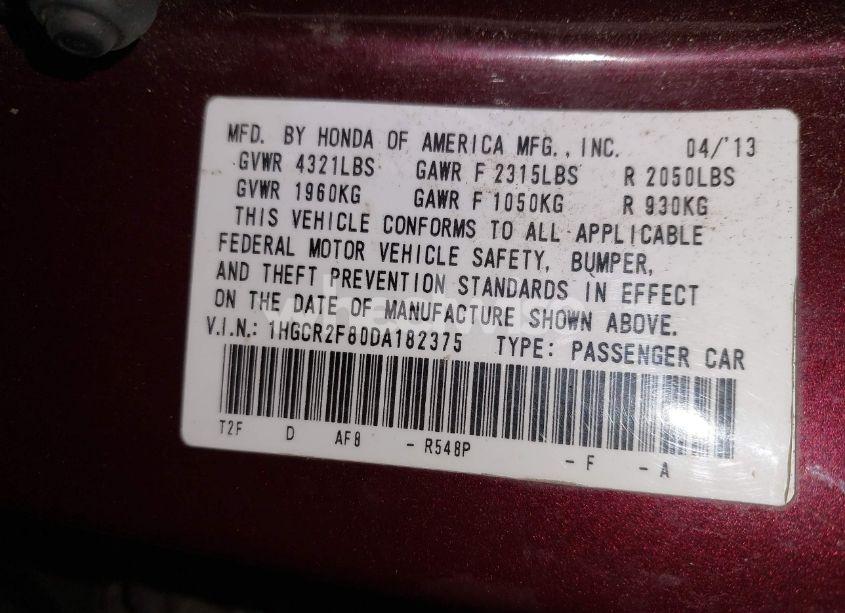 MFD. BY HONDA OF AMERICA MFG., INC. 04/'13
GVWR 4321LBS GAWR F 2315LBS R 2050LBS
GVWR 1960KG GAWR F 1050KG R 930KG
THIS VEHICLE CONFORMS TO ALL APPLICABLE
FEDERAL MOTOR VEHICLE SAFETY, BUMPER,
AND THEFT PREVENTION STANDARDS IN EFFECT
ON THE DATE OF MANUFACTURE SHOWN ABOVE.
V.I.N.: 1HGCR2F80DA182375 TYPE: PASSENGER CAR
T2F D AF8 - R548P - F - A